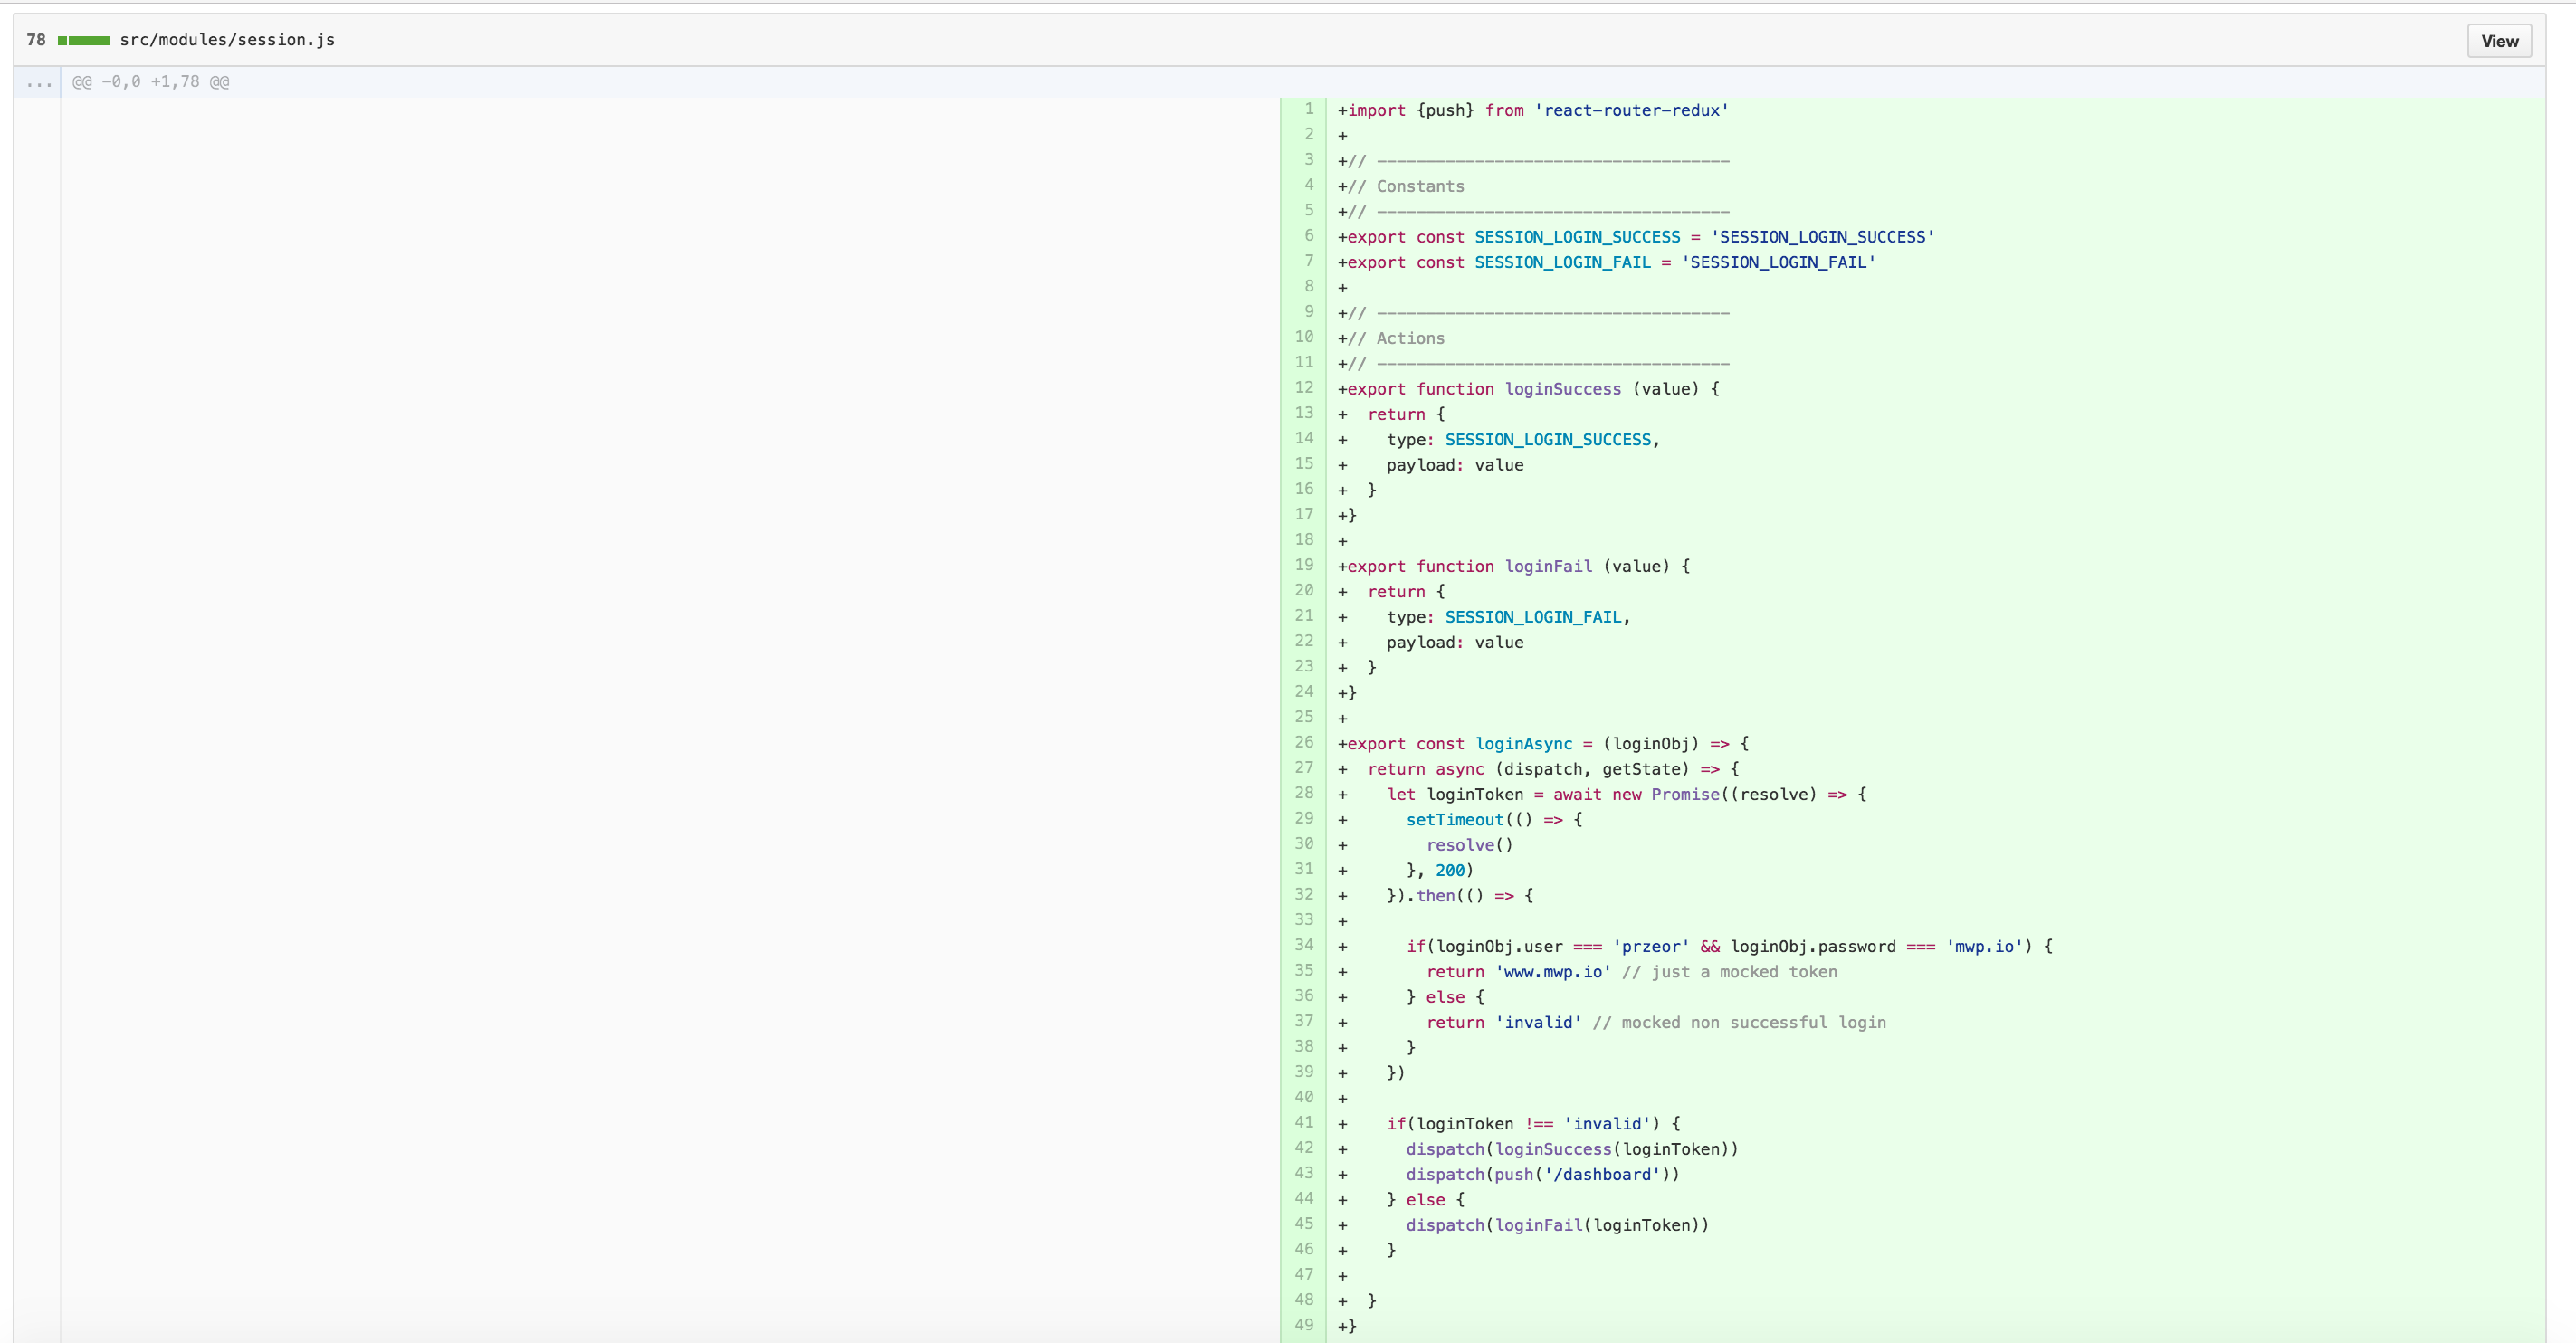 78 src/modules/session.js View
... @@ -0,0 +1,78 @@
1 +import {push} from 'react-router-redux'
2 +
3 +// ------------------------------------
4 +// Constants
5 +// ------------------------------------
6 +export const SESSION_LOGIN_SUCCESS = 'SESSION_LOGIN_SUCCESS'
7 +export const SESSION_LOGIN_FAIL = 'SESSION_LOGIN_FAIL'
8 +
9 +// ------------------------------------
10 +// Actions
11 +// ------------------------------------
12 +export function loginSuccess (value) {
13 +  return {
14 +    type: SESSION_LOGIN_SUCCESS,
15 +    payload: value
16 +  }
17 +}
18 +
19 +export function loginFail (value) {
20 +  return {
21 +    type: SESSION_LOGIN_FAIL,
22 +    payload: value
23 +  }
24 +}
25 +
26 +export const loginAsync = (loginObj) => {
27 +  return async (dispatch, getState) => {
28 +    let loginToken = await new Promise((resolve) => {
29 +      setTimeout(() => {
30 +        resolve()
31 +      }, 200)
32 +    }).then(() => {
33 +
34 +      if(loginObj.user === 'przeor' && loginObj.password === 'mwp.io') {
35 +        return 'www.mwp.io' // just a mocked token
36 +      } else {
37 +        return 'invalid' // mocked non successful login
38 +      }
39 +    })
40 +
41 +    if(loginToken !== 'invalid') {
42 +      dispatch(loginSuccess(loginToken))
43 +      dispatch(push('/dashboard'))
44 +    } else {
45 +      dispatch(loginFail(loginToken))
46 +    }
47 +
48 +  }
49 +}